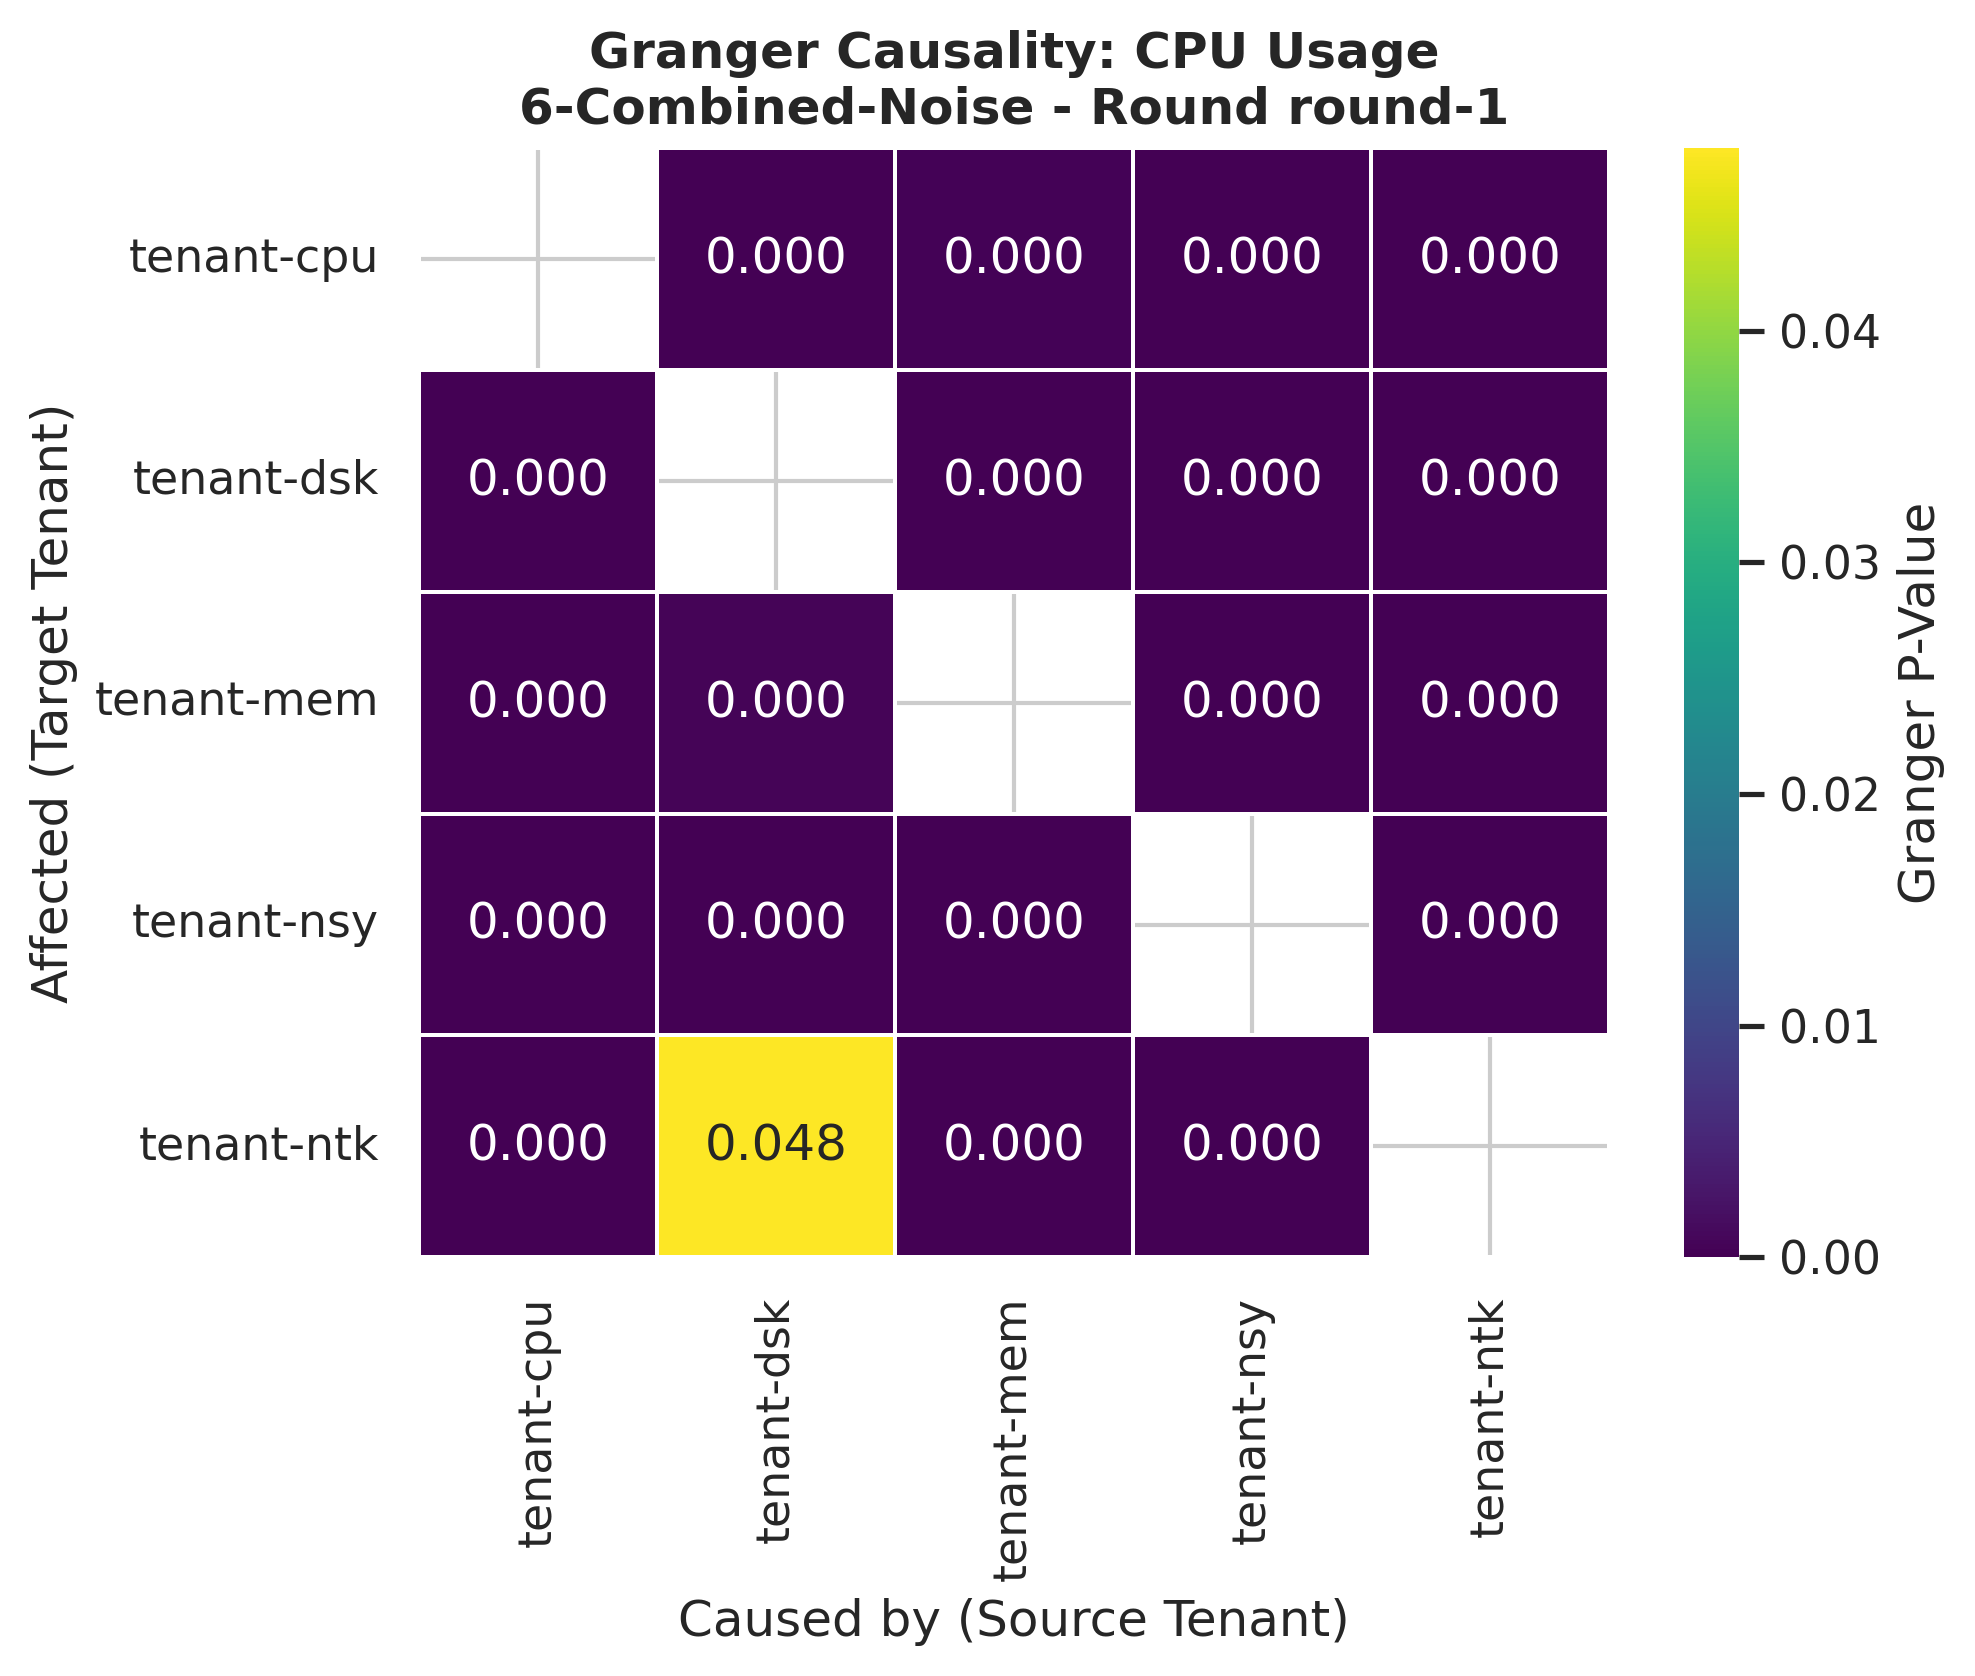 Granger Causality: CPU Usage
6-Combined-Noise - Round round-1
Affected (Target Tenant)
tenant-cpu
0.000 0.000 0.000 0.000
tenant-dsk
0.000 0.000 0.000 0.000
tenant-mem
0.000 0.000 0.000 0.000
tenant-nsy
0.000 0.000 0.000 0.000
tenant-ntk
0.000 0.048 0.000 0.000
tenant-cpu
tenant-dsk
tenant-mem
tenant-nsy
tenant-ntk
Caused by (Source Tenant)
0.04
0.03
0.02
0.01
0.00
Granger P-Value